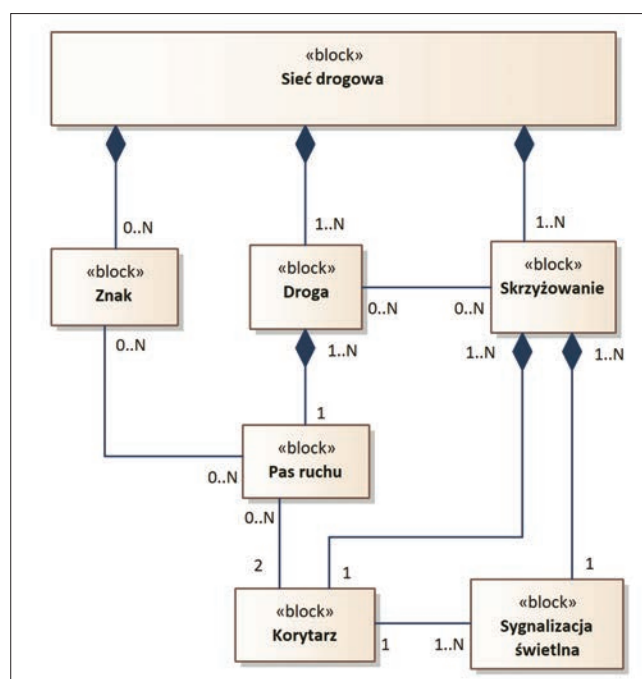 «block»
Sieć drogowa
0..N
1..N
1..N
«block»
Znak
«block»
Droga
«block»
Skrzyżowanie
0..N
0..N
0..N
1..N
1..N
1..N
1
«block»
Pas ruchu
0..N
0..N
2
1
1
«block»
Korytarz
«block»
Sygnalizacja
świetlna
1
1..N